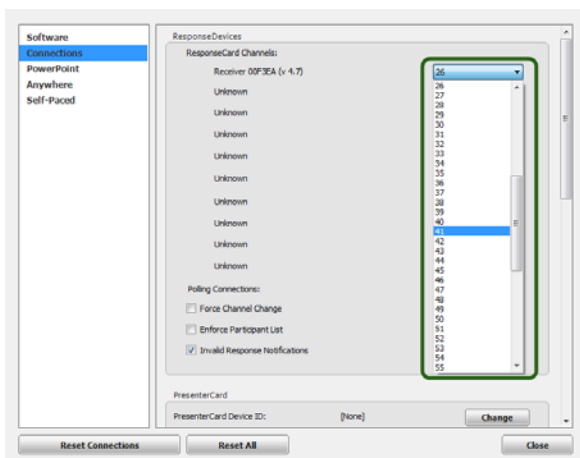 Software
Connections
PowerPoint
Anywhere
Self-Paced
ResponseDevices
ResponseCard Channels:
Receiver 00F3EA (v 4.7)
26
Unknown
Unknown
Unknown
Unknown
Unknown
Unknown
Unknown
Unknown
Unknown
26
27
28
29
30
31
32
33
34
35
36
37
38
39
40
41
42
43
44
45
46
47
48
49
50
51
52
53
54
55
Polling Connections:
Force Channel Change
Enforce Participant List
Invalid Response Notifications
PresenterCard
PresenterCard Device ID: [None] Change
Reset Connections Reset All Close